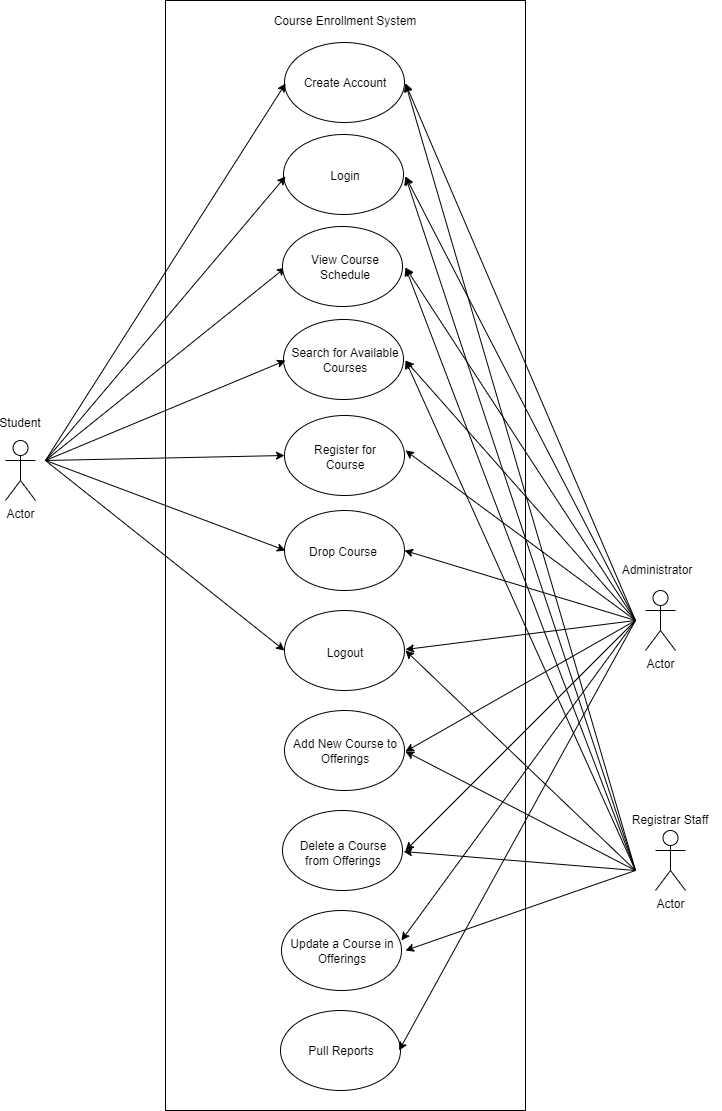 Course Enrollment System
Create Account
Login
View Course
Schedule
Search for Available
Courses
Student
Register for
Course
Actor
Drop Course
Administrator
Logout
Actor
Add New Course to
Offerings
Registrar Staff
Delete a Course
from Offerings
Actor
Update a Course in
Offerings
Pull Reports